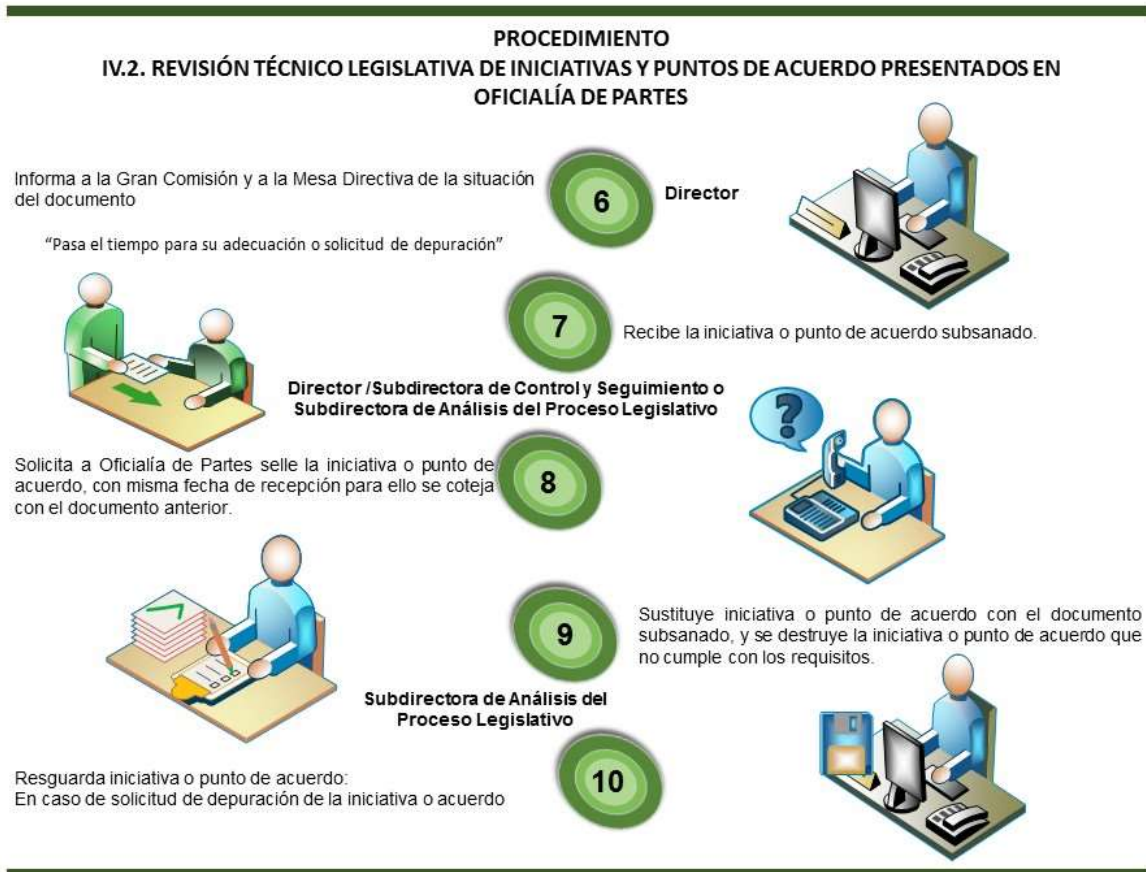 PROCEDIMIENTO
IV.2. REVISIÓN TÉCNICO LEGISLATIVA DE INICIATIVAS Y PUNTOS DE ACUERDO PRESENTADOS EN
OFICIALÍA DE PARTES
Informa a la Gran Comisión y a la Mesa Directiva de la situación
del documento
6
Director
“Pasa el tiempo para su adecuación o solicitud de depuración”
7
Recibe la iniciativa o punto de acuerdo subsanado.
Director /Subdirectora de Control y Seguimiento o
Subdirectora de Análisis del Proceso Legislativo
?
Solicita a Oficialía de Partes selle la iniciativa o punto de
acuerdo, con misma fecha de recepción para ello se coteja
con el documento anterior.
8
9
Sustituye iniciativa o punto de acuerdo con el documento
subsanado, y se destruye la iniciativa o punto de acuerdo que
no cumple con los requisitos.
Subdirectora de Análisis del
Proceso Legislativo
10
Resguarda iniciativa o punto de acuerdo:
En caso de solicitud de depuración de la iniciativa o acuerdo